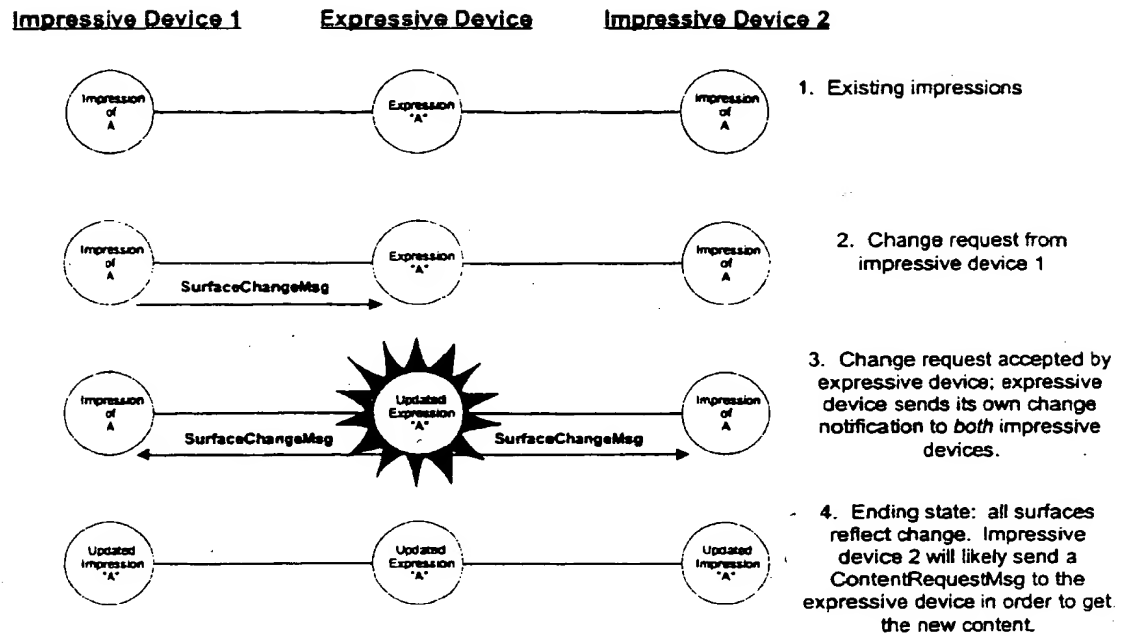 Impressive Device 1
Expressive Device
Impressive Device 2
Impression
of
A
Expression
"A"
Impression
of
A
1. Existing impressions
Impression
of
A
Expression
"A"
Impression
of
A
SurfaceChangeMsg
2. Change request from
impressive device 1
Impression
of
A
Updated
Expression
"A"
Impression
of
A
SurfaceChangeMsg
SurfaceChangeMsg
3. Change request accepted by
expressive device; expressive
device sends its own change
notification to both impressive
devices.
Updated
Impression
"A"
Updated
Expression
"A"
Updated
Impression
"A"
4. Ending state: all surfaces
reflect change. Impressive
device 2 will likely send a
ContentRequestMsg to the
expressive device in order to get
the new content.